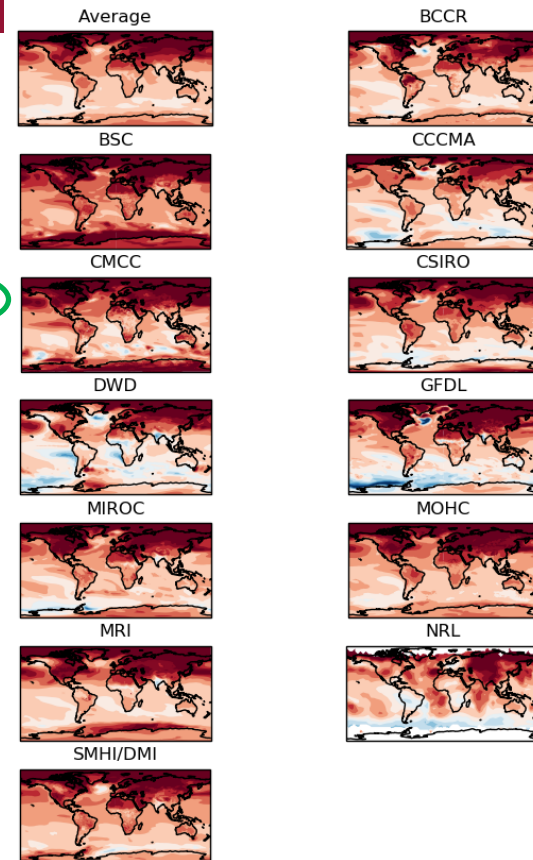 Average
BCCR
BSC
CCCMA
CMCC
CSIRO
DWD
GFDL
MIROC
MOHC
MRI
NRL
SMHI/DMI